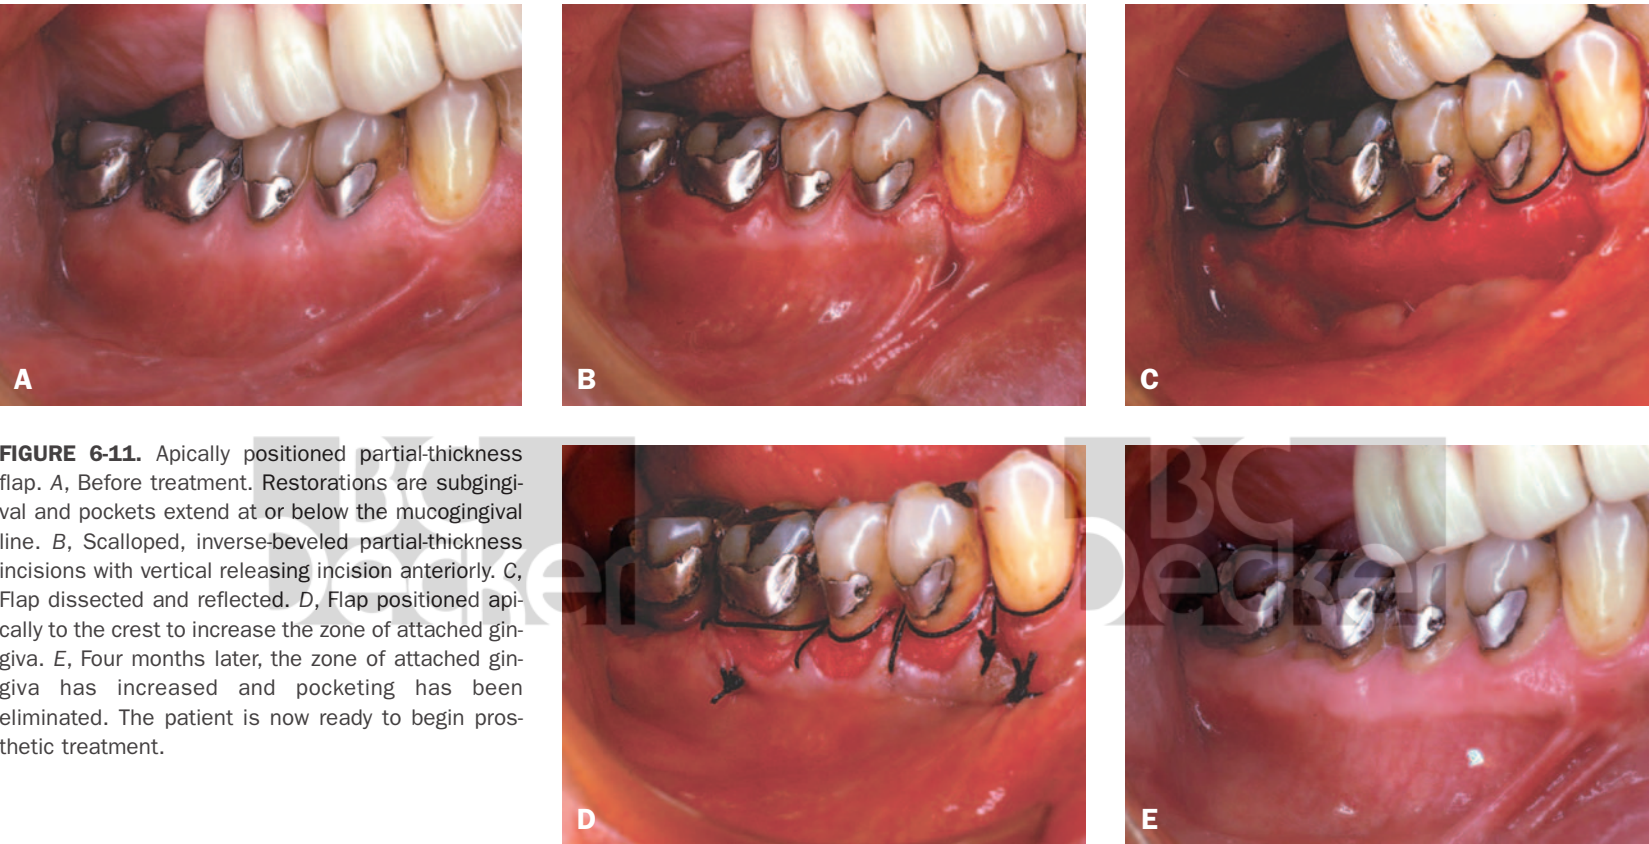 A
B
C
FIGURE 6-11. Apically positioned partial-thickness
flap. A, Before treatment. Restorations are subgingi-
val and pockets extend at or below the mucogingival
line. B, Scalloped, inverse-beveled partial-thickness
incisions with vertical releasing incision anteriorly. C,
Flap dissected and reflected. D, Flap positioned api-
cally to the crest to increase the zone of attached gin-
giva. E, Four months later, the zone of attached gin-
giva has increased and pocketing has been
eliminated. The patient is now ready to begin pros-
thetic treatment.
BC
Decker
BC
Decker
D
E